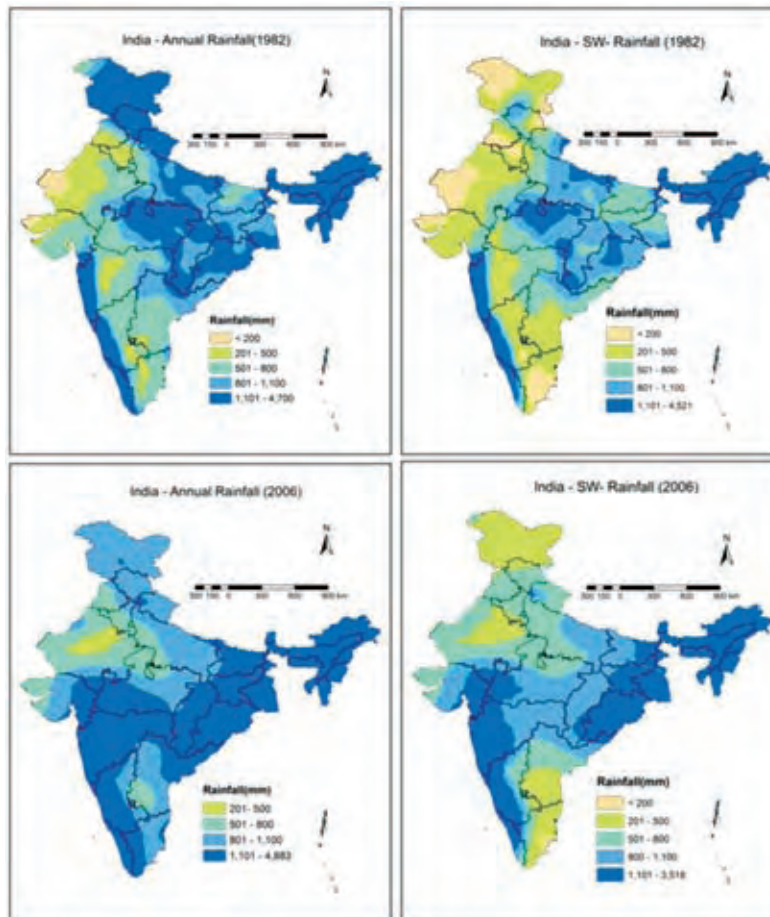 India - Annual Rainfall(1982)
N
Rainfall(mm)
< 200
201 - 500
501 - 800
801 - 1,100
1,101 - 4,700
India - SW- Rainfall (1982)
N
Rainfall(mm)
< 200
201 - 500
501 - 800
801 - 1,100
1,101 - 4,521
India - Annual Rainfall (2006)
N
Rainfall(mm)
201- 500
501 - 800
801 - 1,100
1,101 - 4,883
India - SW- Rainfall (2006)
N
Rainfall(mm)
< 200
201 - 500
501 - 800
800 - 1,100
1,101 - 3,518